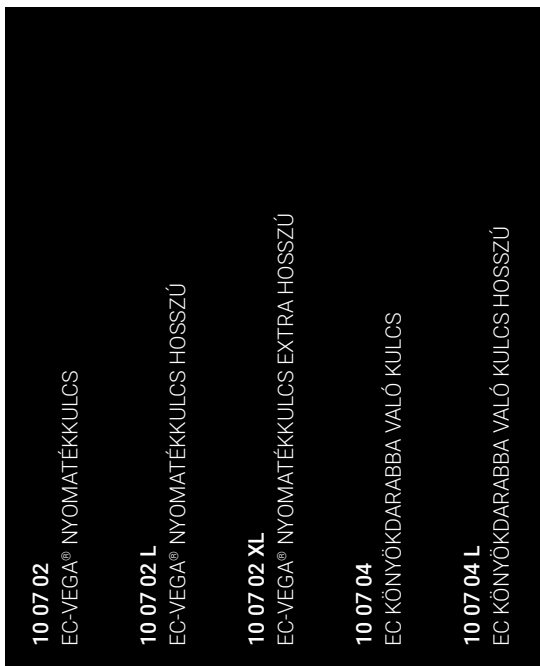 10 07 02
EC-VEGA® NYOMATÉKKULCS
10 07 02 L
EC-VEGA® NYOMATÉKKULCS HOSSZÚ
10 07 02 XL
EC-VEGA® NYOMATÉKKULCS EXTRA HOSSZÚ
10 07 04
EC KÖNYÖKDARABBA VALÓ KULCS
10 07 04 L
EC KÖNYÖKDARABBA VALÓ KULCS HOSSZÚ